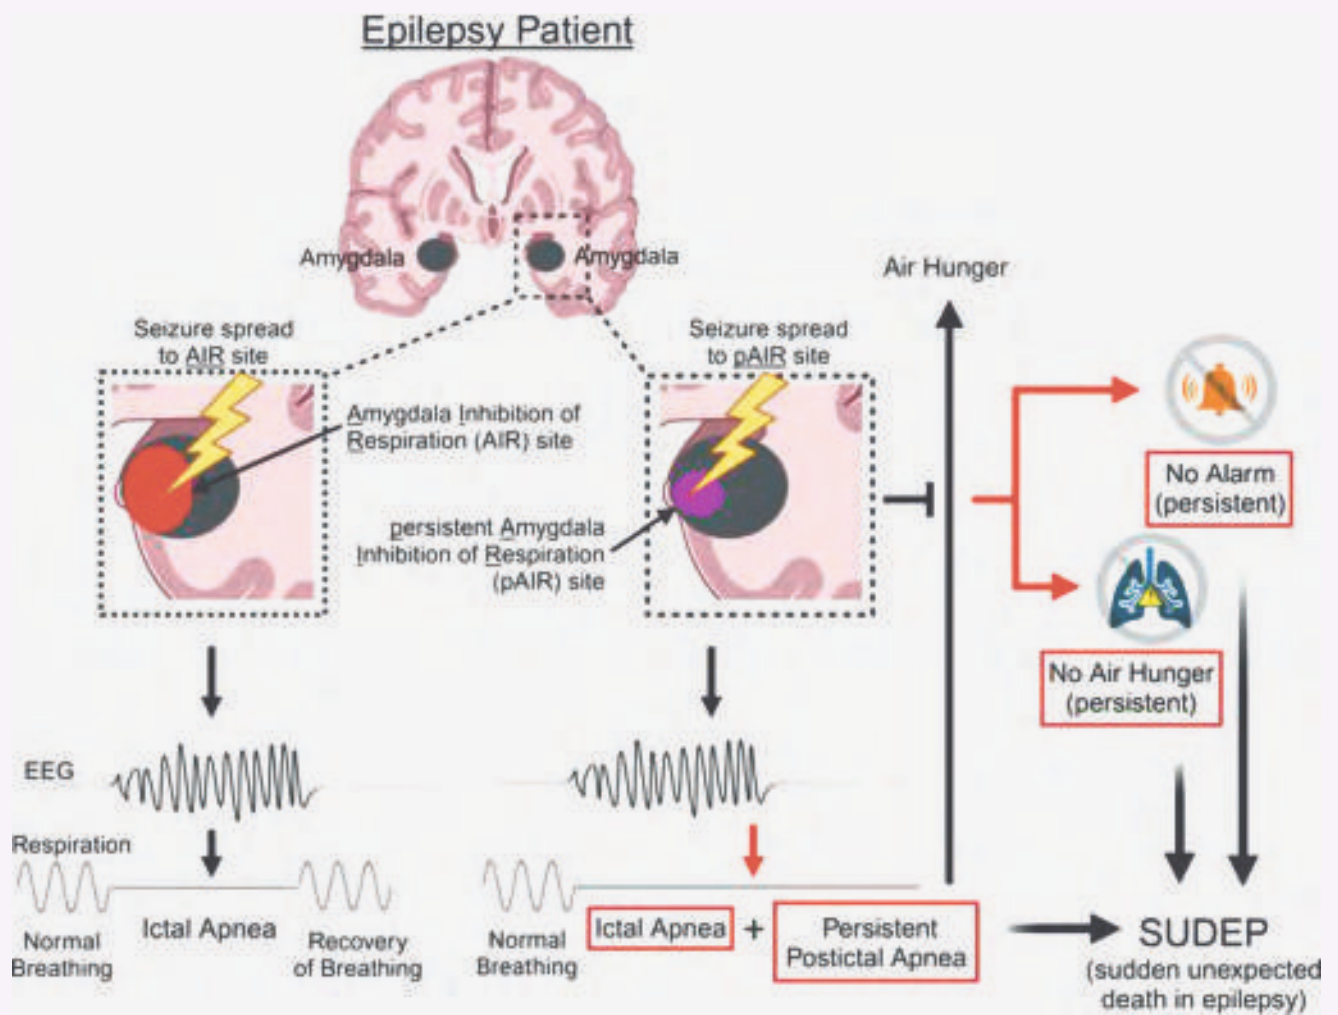 Epilepsy Patient
Amygdala
Amygdala
Air Hunger
Seizure spread
to AIR site
Seizure spread
to pAIR site
Amygdala Inhibition of
Respiration (AIR) site
persistent Amygdala
Inhibition of Respiration
(pAIR) site
No Alarm
(persistent)
No Air Hunger
(persistent)
EEG
Respiration
Normal
Breathing
Ictal Apnea
Recovery
of Breathing
Normal
Breathing
Ictal Apnea
+
Persistent
Postictal Apnea
SUDEP
(sudden unexpected
death in epilepsy)